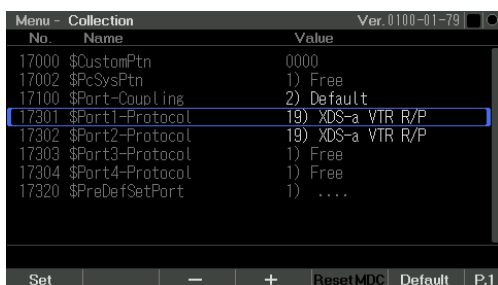 Menu - Collection Ver.0100-01-79
No. Name Value
17000 $CustomPtn 0000
17002 $PcSysPtn 1) Free
17100 $Port-Coupling 2) Default
17301 $Port1-Protocol 19) XDS-a VTR R/P
17302 $Port2-Protocol 19) XDS-a VTR R/P
17303 $Port3-Protocol 1) Free
17304 $Port4-Protocol 1) Free
17320 $PreDefSetPort 1) ....
Set − + ResetMDC Default P.1